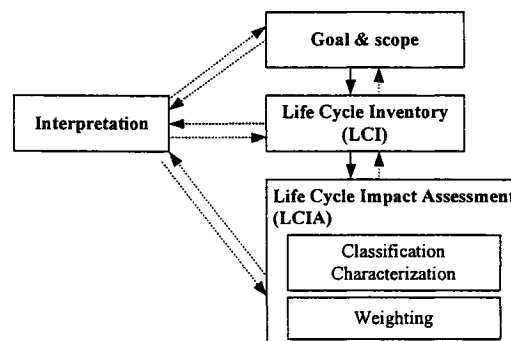 Goal & scope
Interpretation
Life Cycle Inventory
(LCI)
Life Cycle Impact Assessment
(LCIA)
Classification
Characterization
Weighting